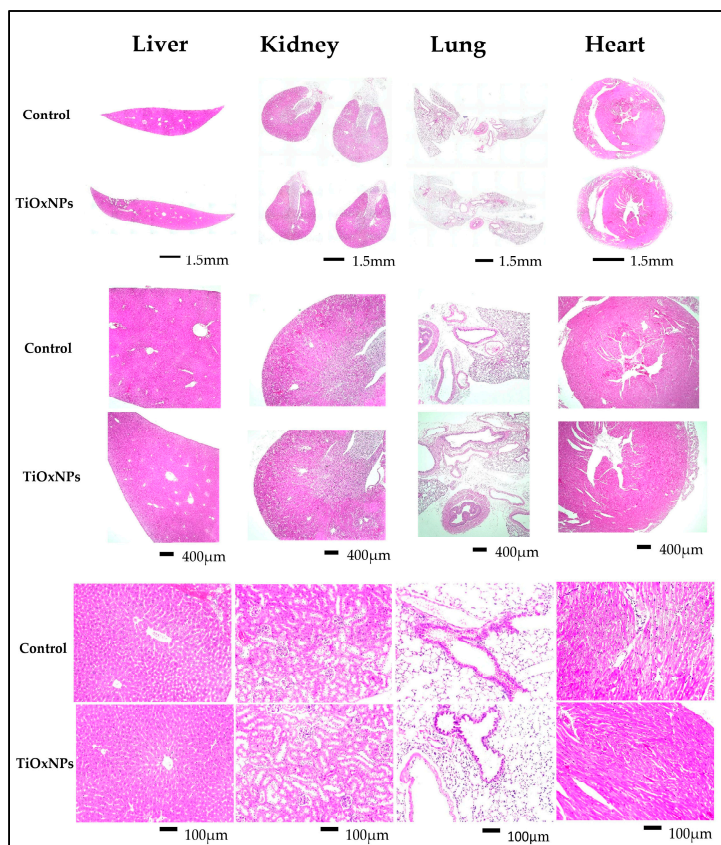 Liver Kidney Lung Heart
Control
TiOxNPs
1.5mm 1.5mm 1.5mm 1.5mm
Control
TiOxNPs
400μm 400μm 400μm 400μm
Control
TiOxNPs
100μm 100μm 100μm 100μm